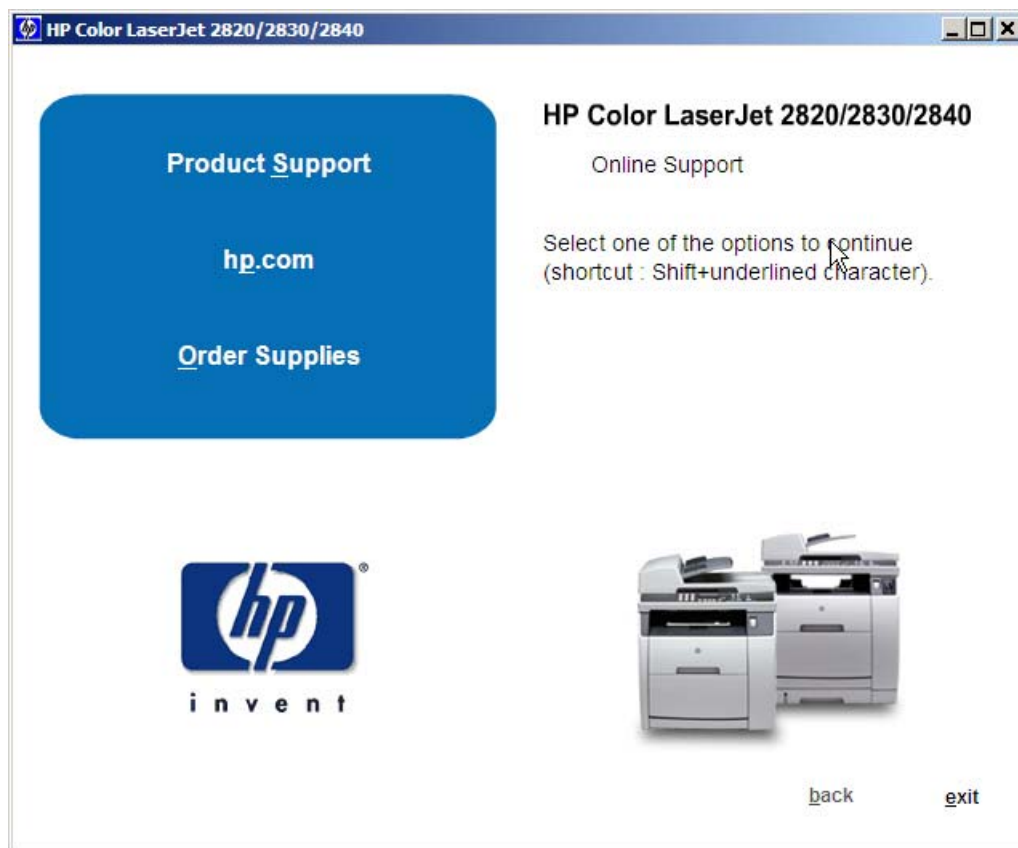 HP Color LaserJet 2820/2830/2840
Product Support
hp.com
Order Supplies
HP Color LaserJet 2820/2830/2840
Online Support
Select one of the options to continue
(shortcut : Shift+underlined character).
hp®
invent
back
exit